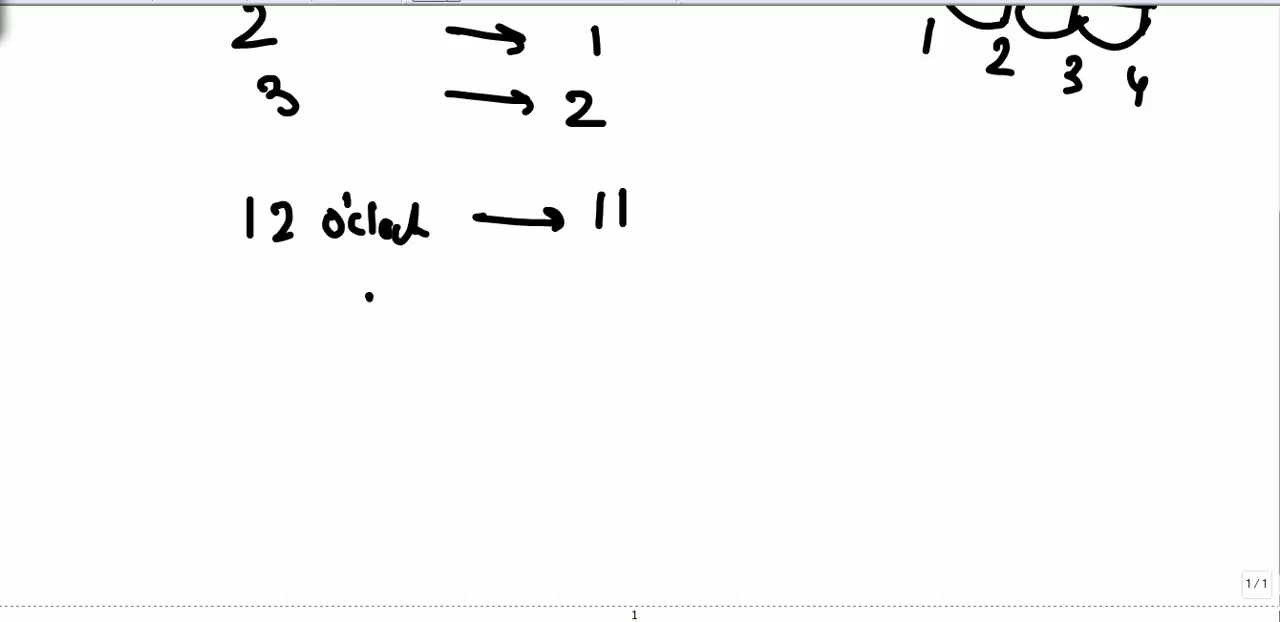 2 → 1
1 2 3 4
3 → 2
12 o'clock → 11
1 / 1
1